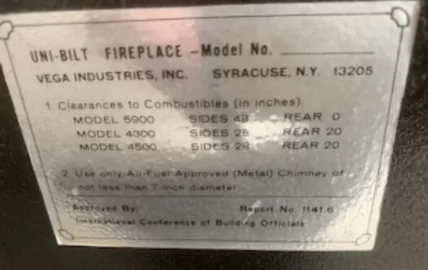 UNI-BILT FIREPLACE - Model No.
VEGA INDUSTRIES, INC. SYRACUSE, N.Y. 13205
1. Clearances to Combustibles (in inches)
MODEL 5900 SIDES 48 REAR 0
MODEL 4300 SIDES 28 REAR 20
MODEL 4500 SIDES 28 REAR 20
2. Use only All-Fuel Approved (Metal) Chimney of
not less than 7-inch diameter
Approved By: Report No. 1141.6
International Conference of Building Officials